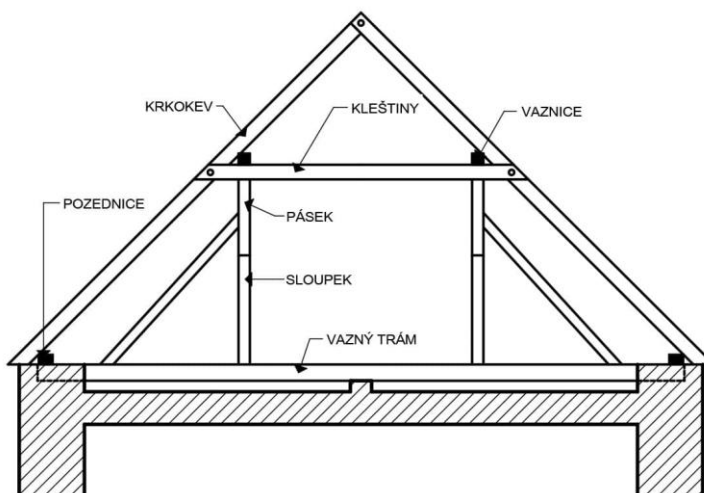 KRKOKEV
KLEŠTINY
VAZNICE
POZEDNICE
PÁSEK
SLOUPEK
VAZNÝ TRÁM